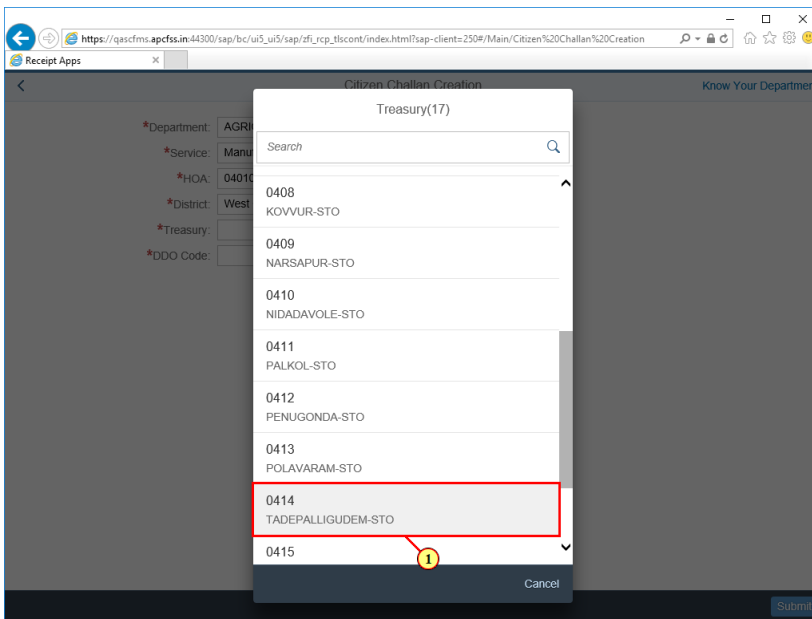 https://qascfms.apcfss.in:44300/sap/bc/ui5_ui5/sap/zfi_rcp_tlscont/index.html?sap-client=250#/Main/Citizen%20Challan%20Creation
Receipt Apps
Citizen Challan Creation
Know Your Departmen
Treasury(17)
*Department: AGRI
Search
*Service: Manu
*HOA: 0401
*District: West
*Treasury:
*DDO Code:
0408
KOVVUR-STO
0409
NARSAPUR-STO
0410
NIDADAVOLE-STO
0411
PALKOL-STO
0412
PENUGONDA-STO
0413
POLAVARAM-STO
0414
TADEPALLIGUDEM-STO
0415
1
Cancel
Submit